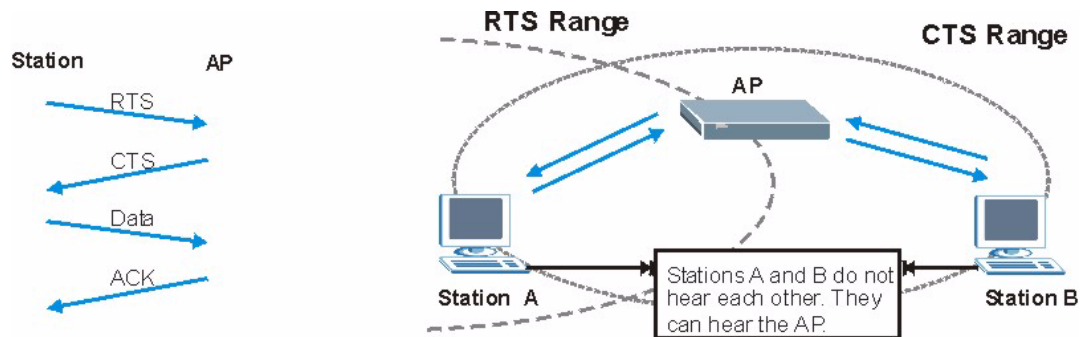 Station AP
RTS
CTS
Data
ACK
RTS Range
CTS Range
AP
Station A
Station B
Stations A and B do not
hear each other. They
can hear the AP.